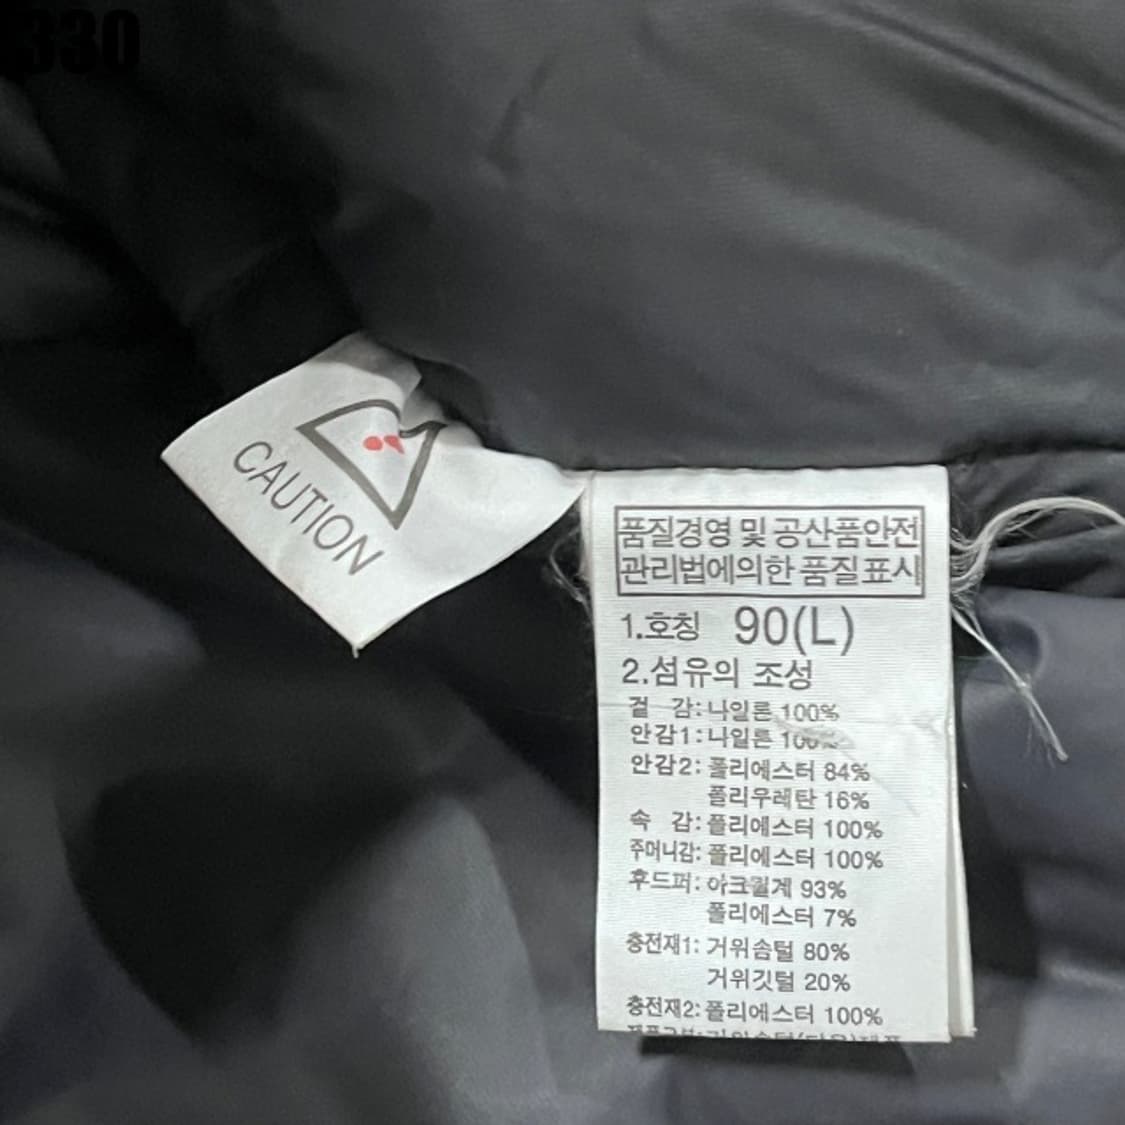 330
CAUTION
품질경영 및 공산품안전
관리법에의한 품질표시
1.호칭 90(L)
2.섬유의 조성
겉 감: 나일론 100%
안감1: 나일론 100%
안감2: 폴리에스터 84%
폴리우레탄 16%
속 감: 폴리에스터 100%
주머니감: 폴리에스터 100%
후드퍼: 아크릴계 93%
폴리에스터 7%
충전재1: 거위솜털 80%
거위깃털 20%
충전재2: 폴리에스터 100%